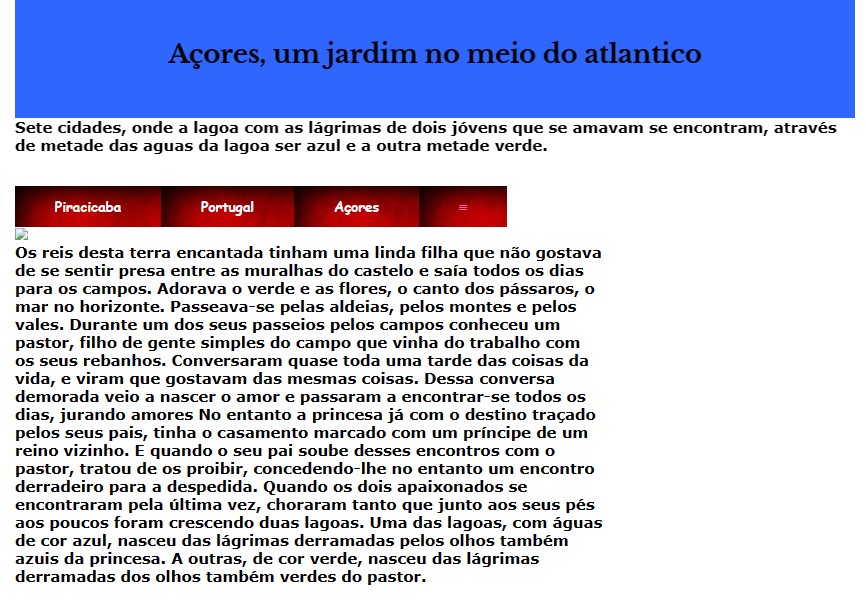 Açores, um jardim no meio do atlantico
Sete cidades, onde a lagoa com as lágrimas de dois jóvens que se amavam se encontram, através
de metade das aguas da lagoa ser azul e a outra metade verde.
Piracicaba Portugal Açores ≡
Os reis desta terra encantada tinham uma linda filha que não gostava
de se sentir presa entre as muralhas do castelo e saía todos os dias
para os campos. Adorava o verde e as flores, o canto dos pássaros, o
mar no horizonte. Passeava-se pelas aldeias, pelos montes e pelos
vales. Durante um dos seus passeios pelos campos conheceu um
pastor, filho de gente simples do campo que vinha do trabalho com
os seus rebanhos. Conversaram quase toda uma tarde das coisas da
vida, e viram que gostavam das mesmas coisas. Dessa conversa
demorada veio a nascer o amor e passaram a encontrar-se todos os
dias, jurando amores No entanto a princesa já com o destino traçado
pelos seus pais, tinha o casamento marcado com um príncipe de um
reino vizinho. E quando o seu pai soube desses encontros com o
pastor, tratou de os proibir, concedendo-lhe no entanto um encontro
derradeiro para a despedida. Quando os dois apaixonados se
encontraram pela última vez, choraram tanto que junto aos seus pés
aos poucos foram crescendo duas lagoas. Uma das lagoas, com águas
de cor azul, nasceu das lágrimas derramadas pelos olhos também
azuis da princesa. A outras, de cor verde, nasceu das lágrimas
derramadas dos olhos também verdes do pastor.